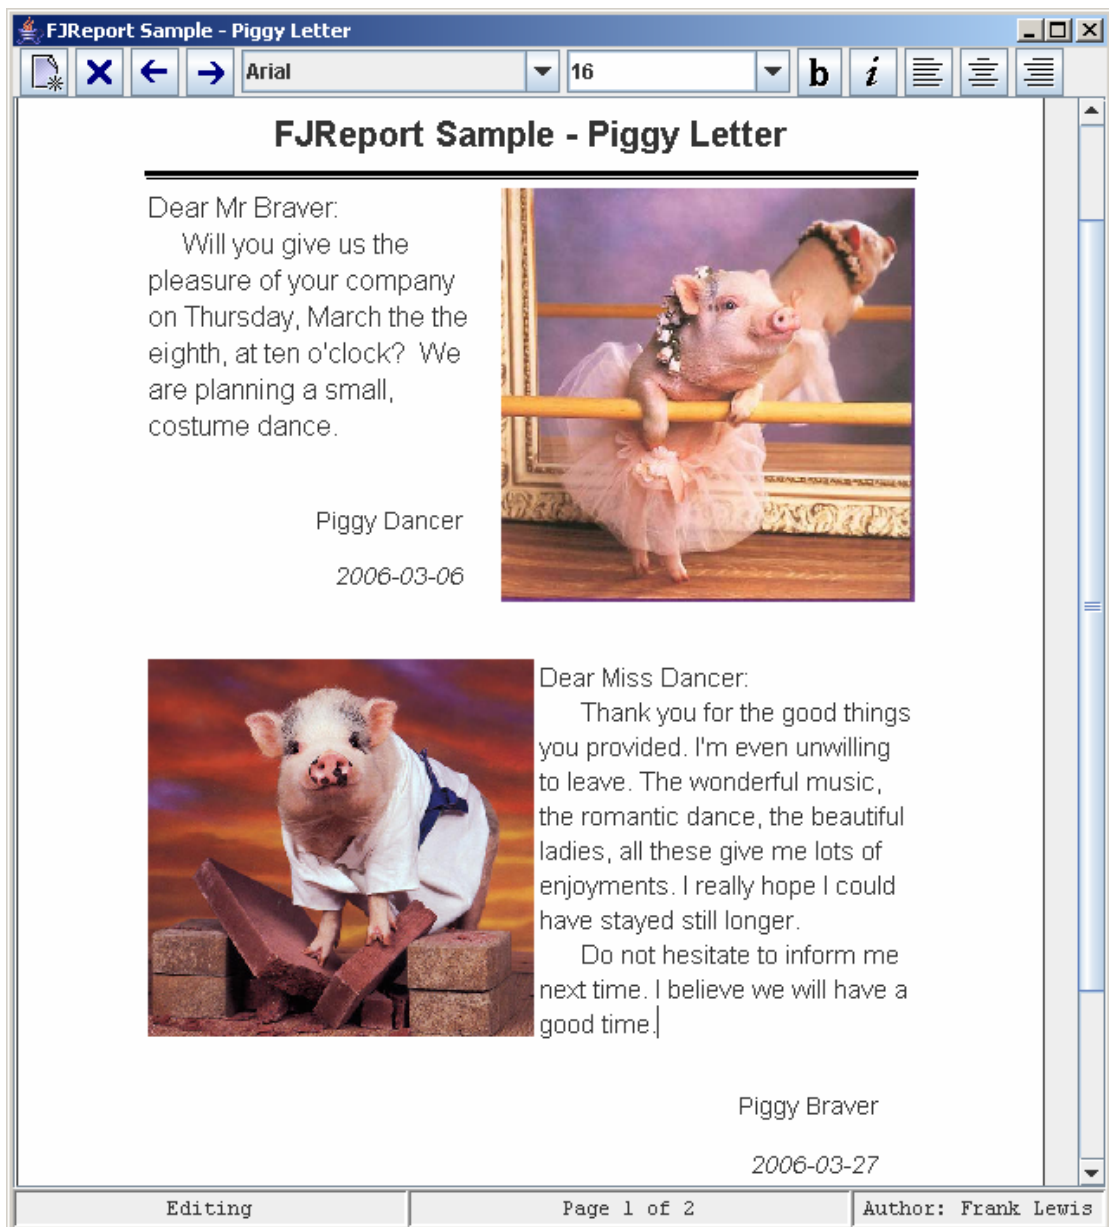 FJReport Sample - Piggy Letter
Arial 16 b i
FJReport Sample - Piggy Letter
Dear Mr Braver:
Will you give us the
pleasure of your company
on Thursday, March the the
eighth, at ten o'clock?  We
are planning a small,
costume dance.
Piggy Dancer
2006-03-06
Dear Miss Dancer:
Thank you for the good things
you provided. I'm even unwilling
to leave. The wonderful music,
the romantic dance, the beautiful
ladies, all these give me lots of
enjoyments. I really hope I could
have stayed still longer.
Do not hesitate to inform me
next time. I believe we will have a
good time.
Piggy Braver
2006-03-27
Editing Page 1 of 2 Author: Frank Lewis